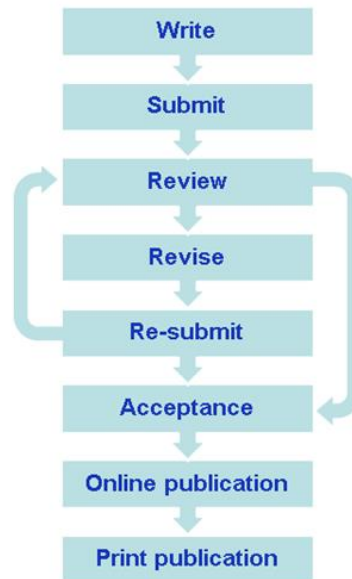 Write
Submit
Review
Revise
Re-submit
Acceptance
Online publication
Print publication